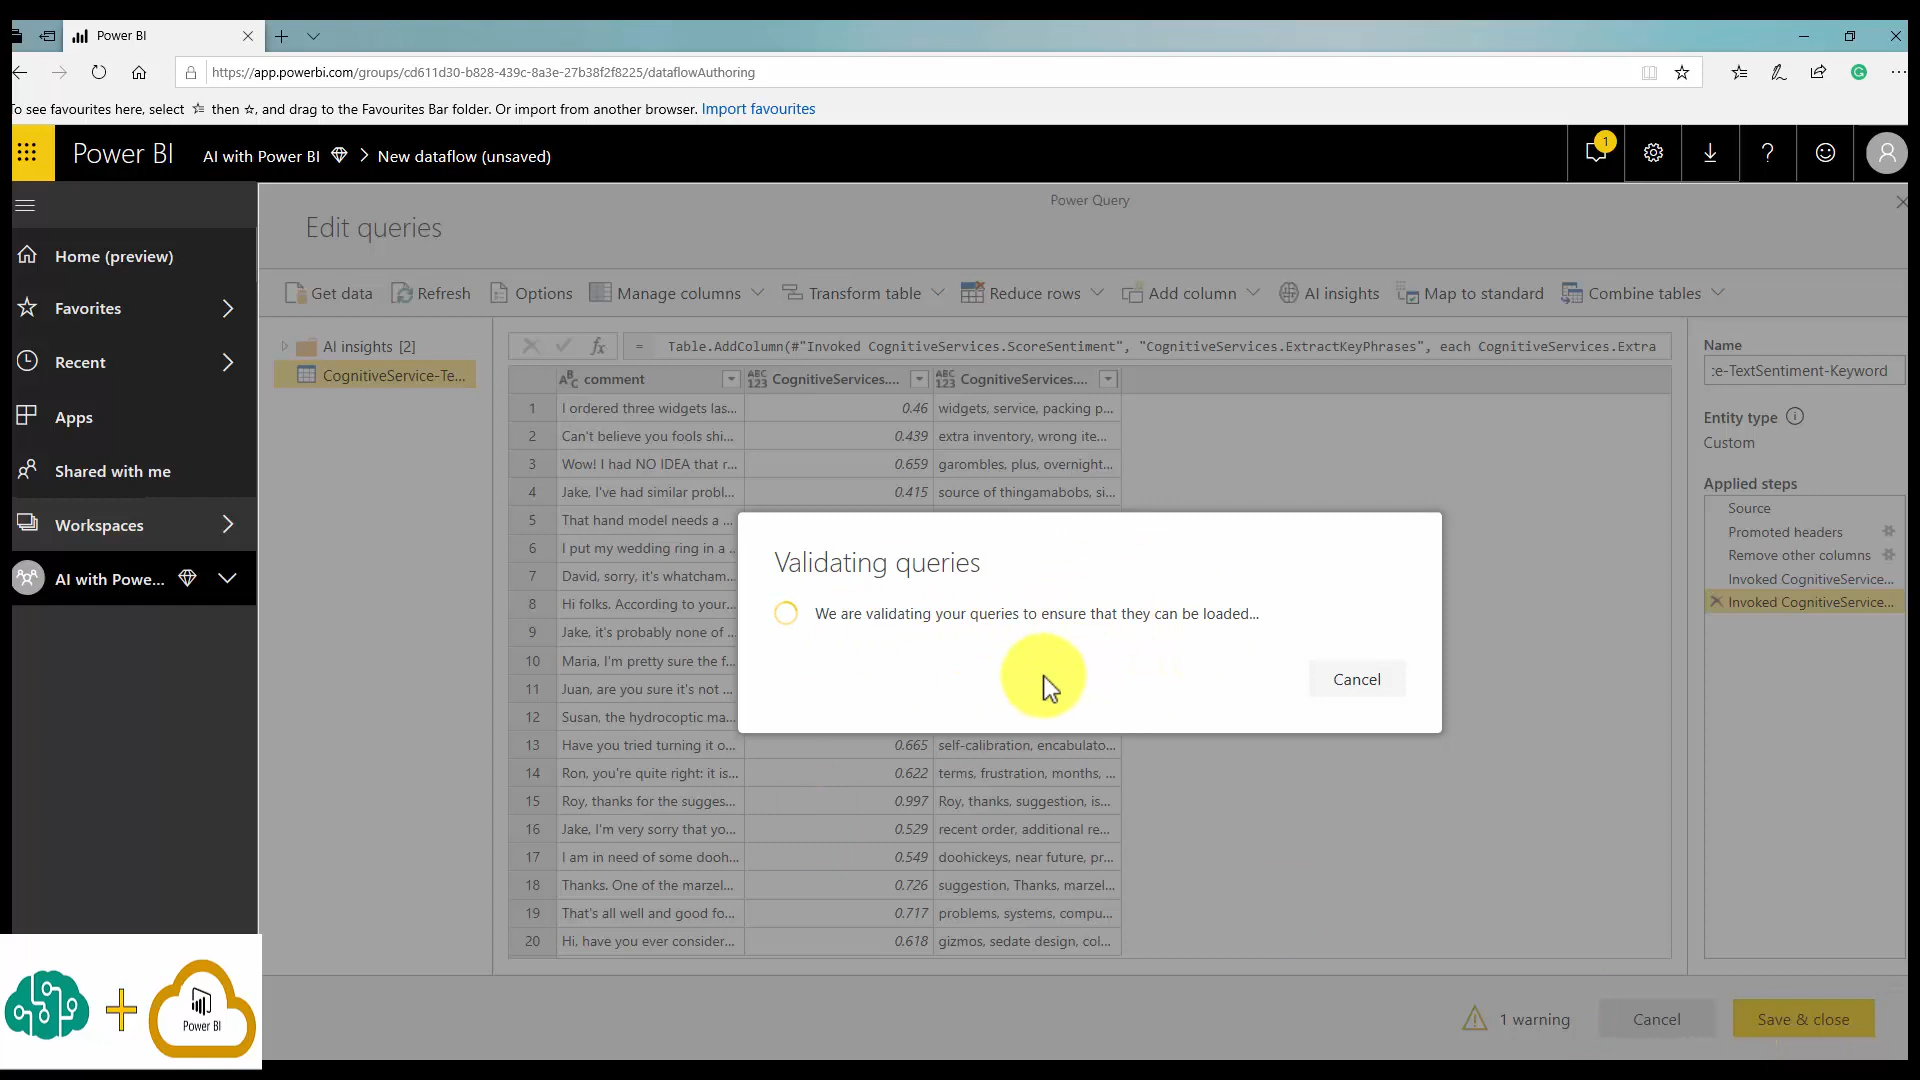 Power BI
https://app.powerbi.com/groups/cd611d30-b828-439c-8a3e-27b38f2f8225/dataflowAuthoring
To see favourites here, select then ☆, and drag to the Favourites Bar folder. Or import from another browser. Import favourites
Power BI AI with Power BI > New dataflow (unsaved)
1
?
Power Query
Edit queries
Home (preview)
Favorites
Recent
Apps
Shared with me
Workspaces
AI with Powe...
Get data Refresh Options Manage columns Transform table Reduce rows Add column AI insights Map to standard Combine tables
AI insights [2]
CognitiveService-Te...
fx = Table.AddColumn(#"Invoked CognitiveServices.ScoreSentiment", "CognitiveServices.ExtractKeyPhrases", each CognitiveServices.Extra
ABC comment ABC 123 CognitiveServices.... ABC 123 CognitiveServices....
1 I ordered three widgets las... 0.46 widgets, service, packing p...
2 Can't believe you fools shi... 0.439 extra inventory, wrong ite...
3 Wow! I had NO IDEA that r... 0.659 garombles, plus, overnight...
4 Jake, I've had similar probl... 0.415 source of thingamabobs, si...
5 That hand model needs a ...
6 I put my wedding ring in a ..
7 David, sorry, it's whatcham..
8 Hi folks. According to your..
9 Jake, it's probably none of ..
10 Maria, I'm pretty sure the f..
11 Juan, are you sure it's not ..
12 Susan, the hydrocoptic ma..
13 Have you tried turning it o... 0.665 self-calibration, encabulato...
14 Ron, you're quite right: it is... 0.622 terms, frustration, months, ...
15 Roy, thanks for the sugges... 0.997 Roy, thanks, suggestion, is...
16 Jake, I'm very sorry that yo... 0.529 recent order, additional re...
17 I am in need of some dooh... 0.549 doohickeys, near future, pr...
18 Thanks. One of the marzel... 0.726 suggestion, Thanks, marzel...
19 That's all well and good fo... 0.717 problems, systems, compu...
20 Hi, have you ever consider... 0.618 gizmos, sedate design, col...
Validating queries
We are validating your queries to ensure that they can be loaded...
Cancel
Name
:e-TextSentiment-Keyword
Entity type
Custom
Applied steps
Source
Promoted headers
Remove other columns
Invoked CognitiveService...
Invoked CognitiveService...
1 warning Cancel Save & close
Power BI